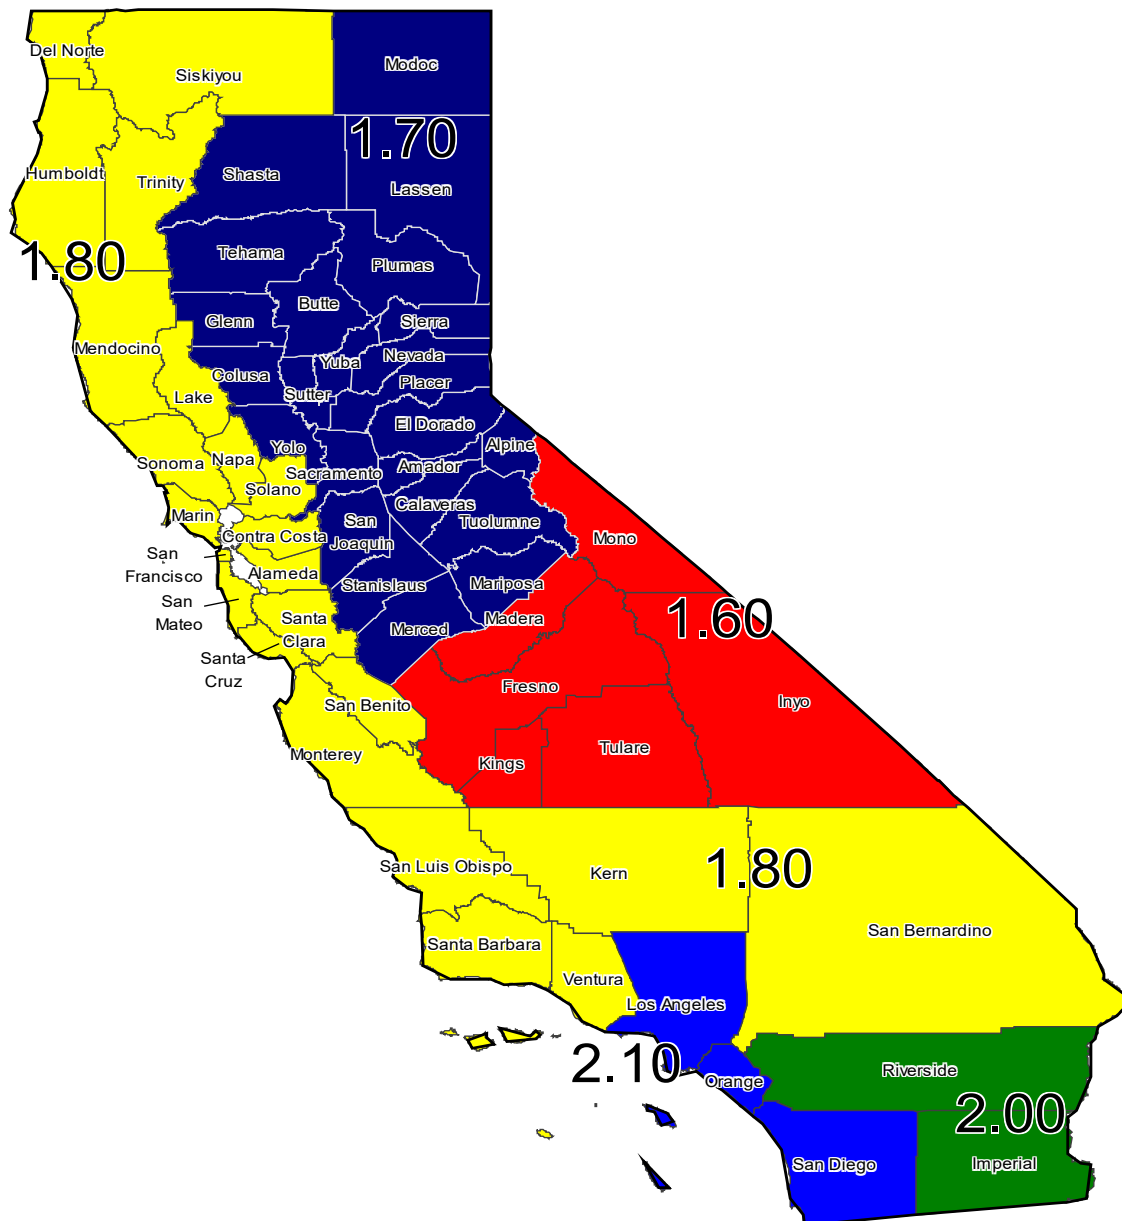 Del Norte
Siskiyou
Modoc
1.70
Shasta
Lassen
Humboldt
Trinity
1.80
Tehama
Plumas
Butte
Glenn
Sierra
Mendocino
Yuba
Nevada
Colusa
Placer
Lake
Sutter
El Dorado
Yolo
Alpine
Sonoma
Napa
Sacramento
Amador
Solano
Calaveras
Marin
San
Joaquin
Tuolumne
Contra Costa
Mono
San
Francisco
Alameda
Stanislaus
Mariposa
San
Mateo
Santa
Clara
Merced
Madera
1.60
Santa
Cruz
Fresno
Inyo
San Benito
Monterey
Kings
Tulare
San Luis Obispo
Kern
1.80
San Bernardino
Santa Barbara
Ventura
Los Angeles
2.10
Orange
Riverside
2.00
San Diego
Imperial